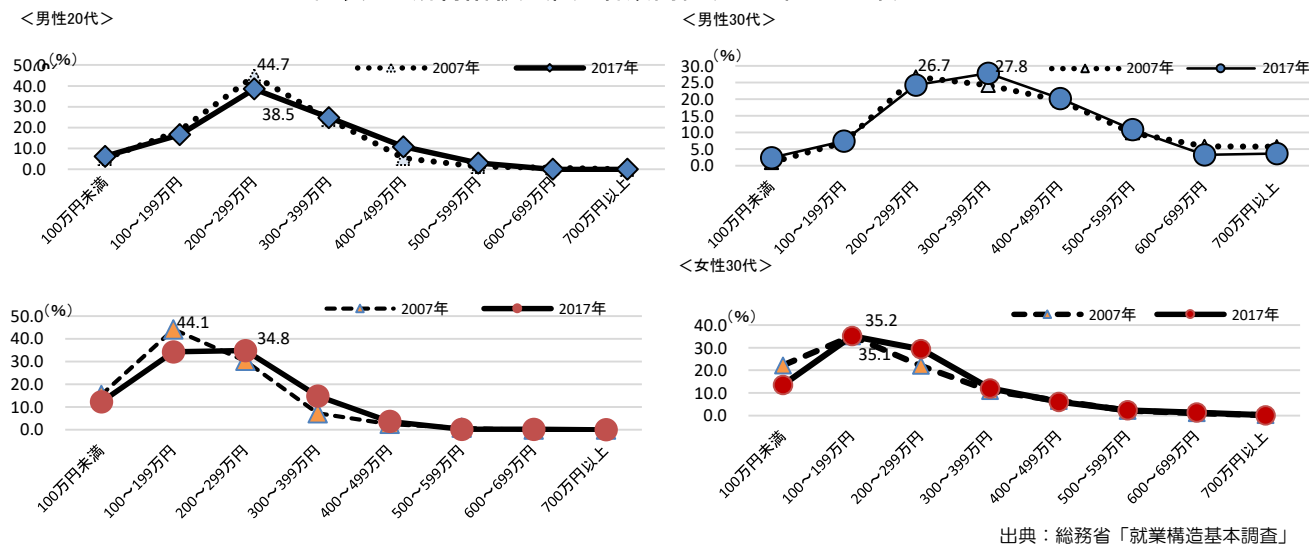 ＜男性20代＞
(%)
50.0
40.0
30.0
20.0
10.0
0.0
44.7
38.5
2007年
2017年
100万円未満
100～199万円
200～299万円
300～399万円
400～499万円
500～599万円
600～699万円
700万円以上
＜男性30代＞
(%)
30.0
25.0
20.0
15.0
10.0
5.0
0.0
26.7
27.8
2007年
2017年
100万円未満
100～199万円
200～299万円
300～399万円
400～499万円
500～599万円
600～699万円
700万円以上
(%)
50.0
40.0
30.0
20.0
10.0
0.0
44.1
34.8
2007年
2017年
100万円未満
100～199万円
200～299万円
300～399万円
400～499万円
500～599万円
600～699万円
700万円以上
＜女性30代＞
(%)
40.0
30.0
20.0
10.0
0.0
35.2
35.1
2007年
2017年
100万円未満
100～199万円
200～299万円
300～399万円
400～499万円
500～599万円
600～699万円
700万円以上
出典：総務省「就業構造基本調査」